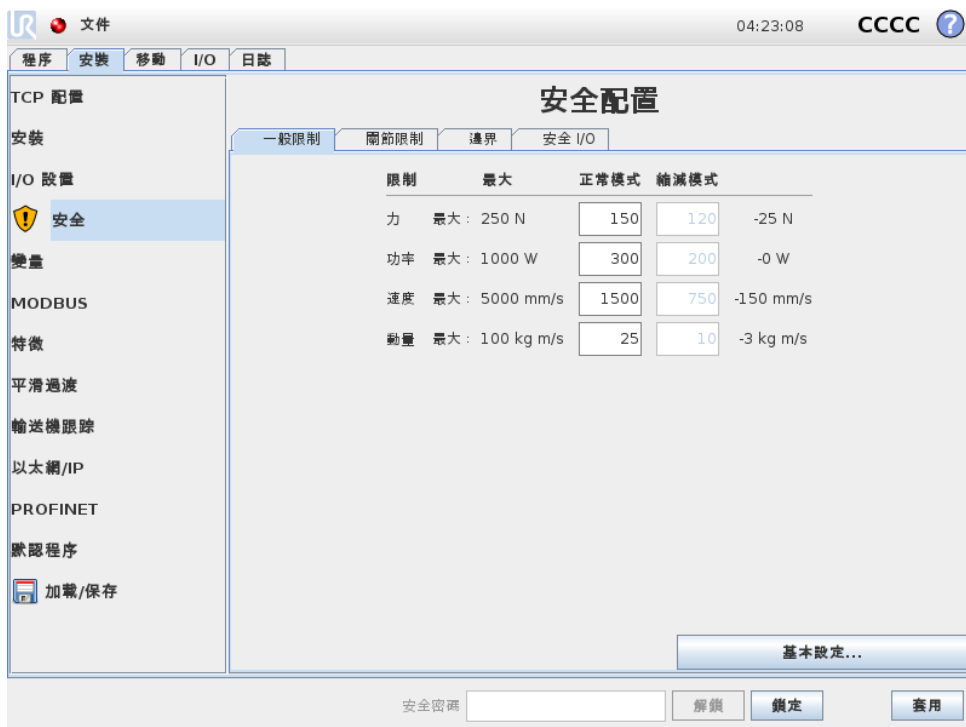 UR 文件 04:23:08 CCCC ?
程序 安裝 移動 I/O 日誌
TCP 配置
安裝
I/O 設置
安全
變量
MODBUS
特徵
平滑過渡
輸送機跟踪
以太網/IP
PROFINET
默認程序
加載/保存
安全配置
一般限制 關節限制 邊界 安全 I/O
限制 最大 正常模式 縮減模式
力 最大： 250 N 150 120 -25 N
功率 最大： 1000 W 300 200 -0 W
速度 最大： 5000 mm/s 1500 750 -150 mm/s
動量 最大： 100 kg m/s 25 10 -3 kg m/s
基本設定...
安全密碼 解鎖 鎖定 套用